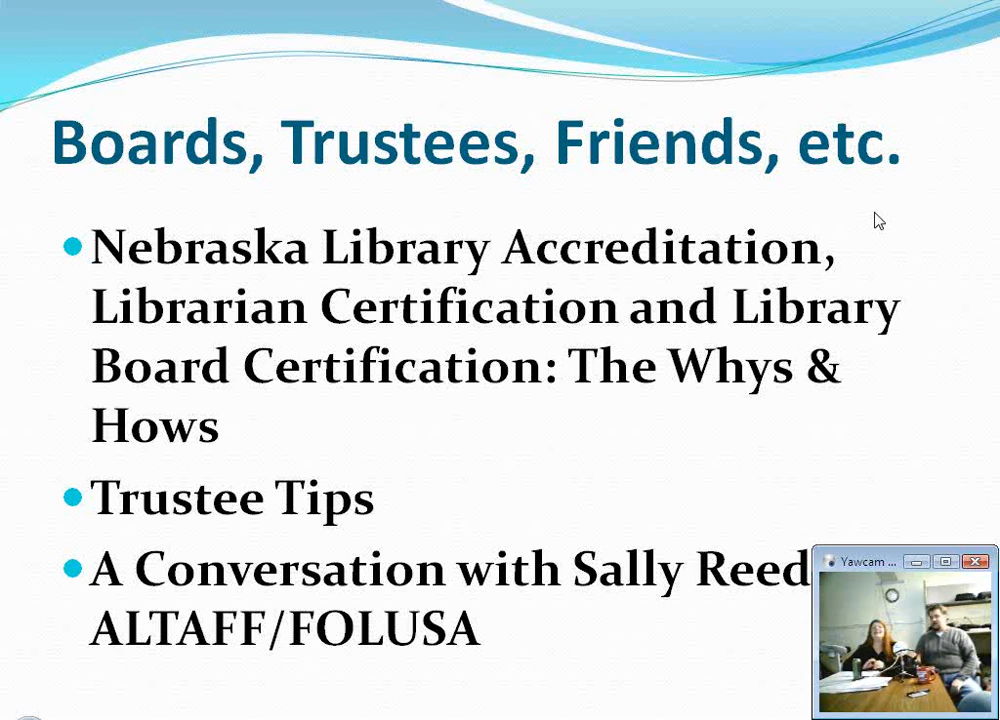 Boards, Trustees, Friends, etc.
Nebraska Library Accreditation,
Librarian Certification and Library
Board Certification: The Whys &
Hows
Trustee Tips
A Conversation with Sally Reed
ALTAFF/FOLUSA
Yawcam ...